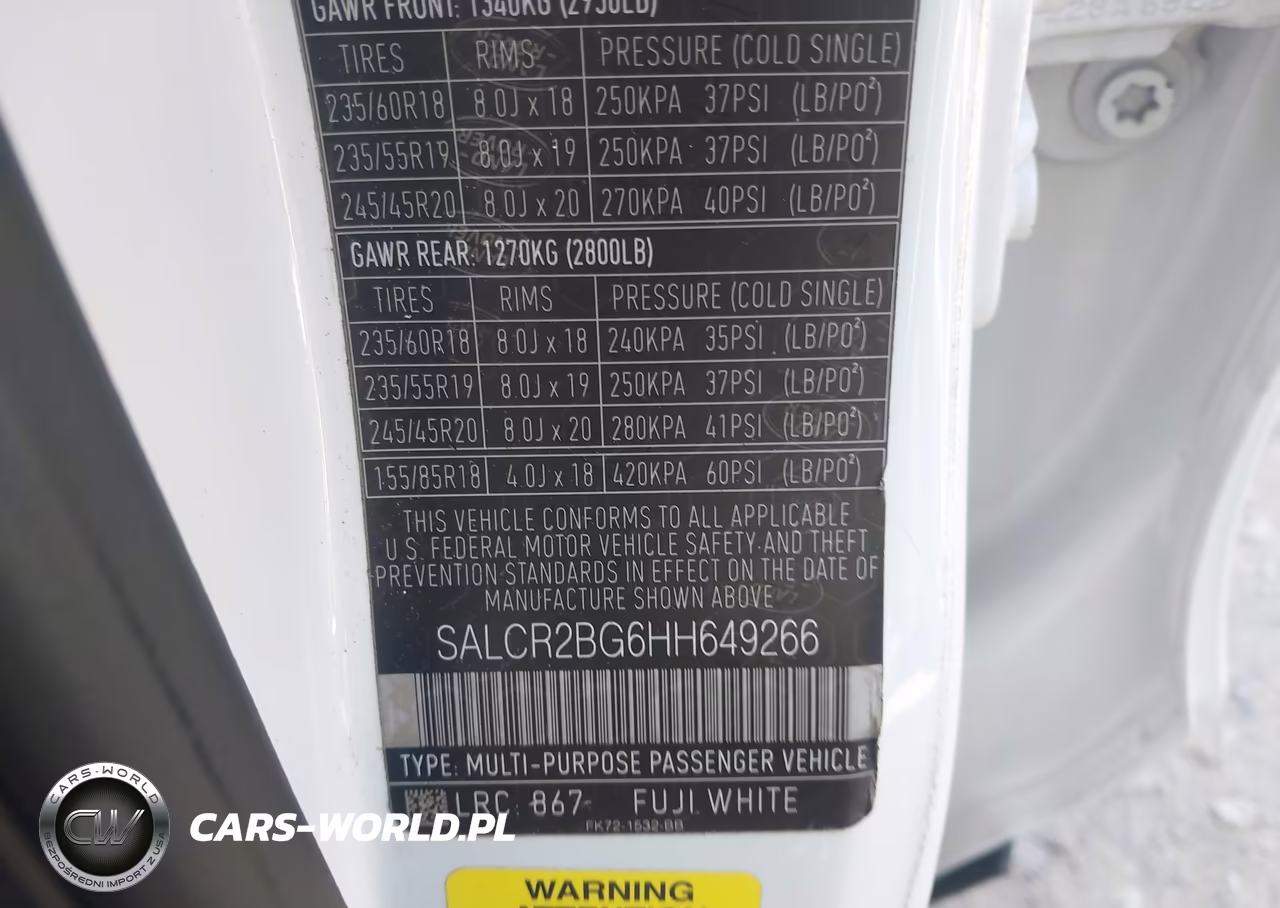 GAWR FRONT: 1340KG (2950LB)
TIRES RIMS PRESSURE (COLD SINGLE)
235/60R18 8.0J x 18 250KPA 37PSI (LB/PO²)
235/55R19 8.0J x 19 250KPA 37PSI (LB/PO²)
245/45R20 8.0J x 20 270KPA 40PSI (LB/PO²)
GAWR REAR: 1270KG (2800LB)
TIRES RIMS PRESSURE (COLD SINGLE)
235/60R18 8.0J x 18 240KPA 35PSI (LB/PO²)
235/55R19 8.0J x 19 250KPA 37PSI (LB/PO²)
245/45R20 8.0J x 20 280KPA 41PSI (LB/PO²)
155/85R18 4.0J x 18 420KPA 60PSI (LB/PO²)
THIS VEHICLE CONFORMS TO ALL APPLICABLE
U.S. FEDERAL MOTOR VEHICLE SAFETY AND THEFT
PREVENTION STANDARDS IN EFFECT ON THE DATE OF
MANUFACTURE SHOWN ABOVE
SALCR2BG6HH649266
TYPE: MULTI-PURPOSE PASSENGER VEHICLE
LRC 867 FUJI WHITE
FK72-1532-BB
WARNING
CARS-WORLD
CW
BEZPOŚREDNI IMPORT Z USA
CARS-WORLD.PL